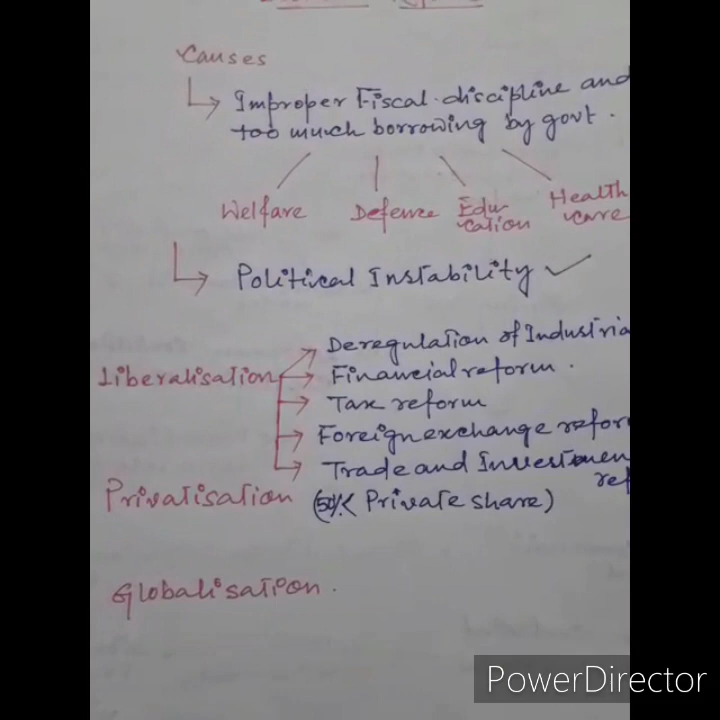 Causes
Improper Fiscal discipline and
too much borrowing by govt.
Welfare Defence Edu- Health
cation care
Political Instability
Deregulation of Industria
Liberalisation
Financial reform.
Tax reform
Foreign exchange refor
Trade and Investmen
ref
Privatisation (50%< Private share)
Globalisation.
PowerDirector